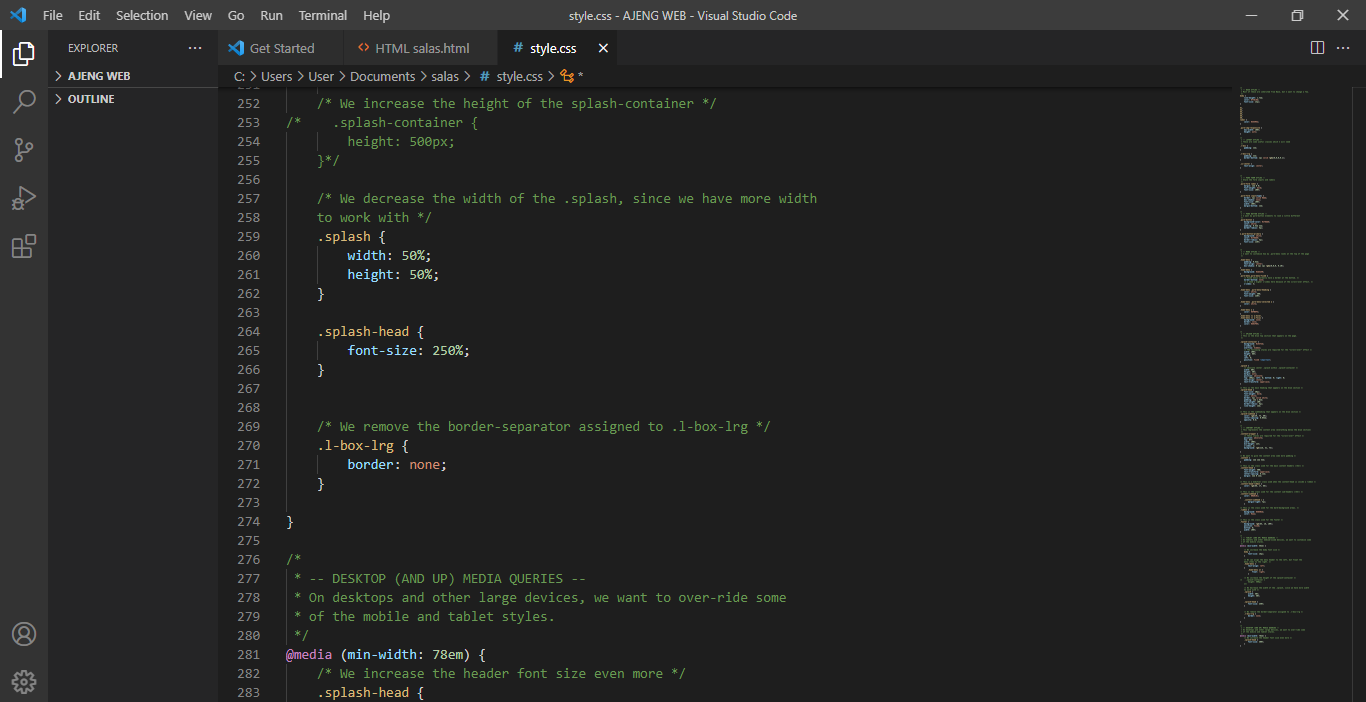 File Edit Selection View Go Run Terminal Help
style.css - AJENG WEB - Visual Studio Code
EXPLORER
AJENG WEB
OUTLINE
Get Started
HTML salas.html
# style.css
C: > Users > User > Documents > salas > # style.css > *
252 /* We increase the height of the splash-container */
253 /* .splash-container {
254 height: 500px;
255 }*/
256
257 /* We decrease the width of the .splash, since we have more width
258 to work with */
259 .splash {
260 width: 50%;
261 height: 50%;
262 }
263
264 .splash-head {
265 font-size: 250%;
266 }
267
268
269 /* We remove the border-separator assigned to .l-box-lrg */
270 .l-box-lrg {
271 border: none;
272 }
273
274 }
275
276 /*
277 * -- DESKTOP (AND UP) MEDIA QUERIES --
278 * On desktops and other large devices, we want to over-ride some
279 * of the mobile and tablet styles.
280 */
281 @media (min-width: 78em) {
282 /* We increase the header font size even more */
283 .splash-head {